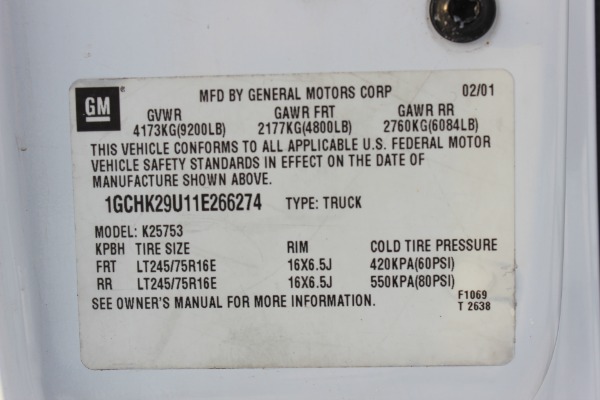 GM
MFD BY GENERAL MOTORS CORP 02/01
GVWR GAWR FRT GAWR RR
4173KG(9200LB) 2177KG(4800LB) 2760KG(6084LB)
THIS VEHICLE CONFORMS TO ALL APPLICABLE U.S. FEDERAL MOTOR
VEHICLE SAFETY STANDARDS IN EFFECT ON THE DATE OF
MANUFACTURE SHOWN ABOVE.
1GCHK29U11E266274 TYPE: TRUCK
MODEL: K25753
KPBH TIRE SIZE RIM COLD TIRE PRESSURE
FRT LT245/75R16E 16X6.5J 420KPA(60PSI)
RR LT245/75R16E 16X6.5J 550KPA(80PSI)
SEE OWNER'S MANUAL FOR MORE INFORMATION.
F1069
T 2638